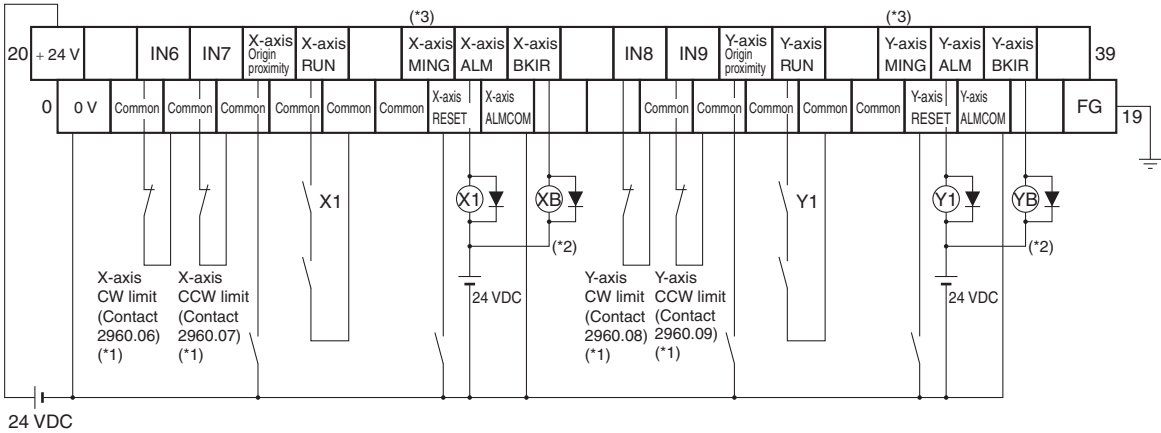 (*3) (*3)
20 + 24 V IN6 IN7 X-axis Origin proximity X-axis RUN X-axis MING X-axis ALM X-axis BKIR IN8 IN9 Y-axis Origin proximity Y-axis RUN Y-axis MING Y-axis ALM Y-axis BKIR 39
0 0 V Common Common Common Common Common Common X-axis RESET X-axis ALMCOM Common Common Common Common Common Y-axis RESET Y-axis ALMCOM FG 19
X1 X1 XB Y1 Y1 YB
(*2) (*2)
X-axis CW limit (Contact 2960.06) (*1)
X-axis CCW limit (Contact 2960.07) (*1)
24 VDC
Y-axis CW limit (Contact 2960.08) (*1)
Y-axis CCW limit (Contact 2960.09) (*1)
24 VDC
24 VDC